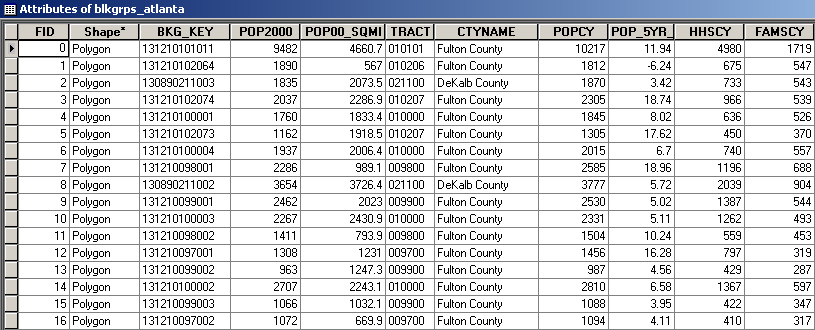 Attributes of blkgrps_atlanta
FID Shape* BKG_KEY POP2000 POP00_SQMI TRACT CTYNAME POPCY POP_5YR_ HHSCY FAMSCY
0 Polygon 131210101011 9482 4660.7 010101 Fulton County 10217 11.94 4980 1719
1 Polygon 131210102064 1890 567 010206 Fulton County 1812 -6.24 675 547
2 Polygon 130890211003 1835 2073.5 021100 DeKalb County 1870 3.42 733 543
3 Polygon 131210102074 2037 2286.9 010207 Fulton County 2305 18.74 966 539
4 Polygon 131210100001 1760 1833.4 010000 Fulton County 1845 8.02 636 526
5 Polygon 131210102073 1162 1918.5 010207 Fulton County 1305 17.62 450 370
6 Polygon 131210100004 1937 2006.4 010000 Fulton County 2015 6.7 740 557
7 Polygon 131210098001 2286 989.1 009800 Fulton County 2585 18.96 1196 688
8 Polygon 130890211002 3654 3726.4 021100 DeKalb County 3777 5.72 2039 904
9 Polygon 131210099001 2462 2023 009900 Fulton County 2530 5.02 1387 544
10 Polygon 131210100003 2267 2430.9 010000 Fulton County 2331 5.11 1262 493
11 Polygon 131210098002 1411 793.9 009800 Fulton County 1504 10.24 559 453
12 Polygon 131210097001 1308 1231 009700 Fulton County 1456 16.28 797 319
13 Polygon 131210099002 963 1247.3 009900 Fulton County 987 4.56 429 287
14 Polygon 131210100002 2707 2243.1 010000 Fulton County 2810 6.58 1367 597
15 Polygon 131210099003 1066 1032.1 009900 Fulton County 1088 3.95 422 347
16 Polygon 131210097002 1072 669.9 009700 Fulton County 1094 4.11 410 317